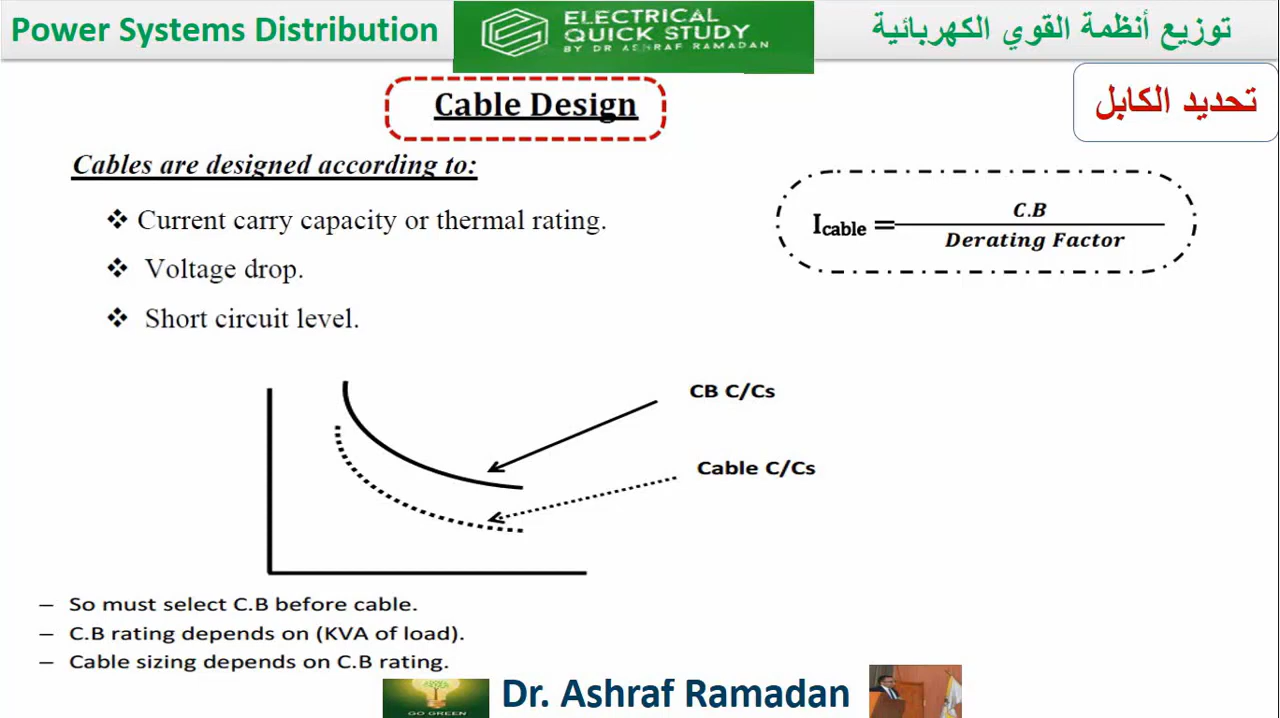 Power Systems Distribution
ELECTRICAL
QUICK STUDY
BY DR ASHRAF RAMADAN
توزيع أنظمة القوي الكهربائية
Cable Design
تحديد الكابل
Cables are designed according to:
❖ Current carry capacity or thermal rating.
❖ Voltage drop.
❖ Short circuit level.
I cable = C.B / Derating Factor
CB C/Cs
Cable C/Cs
– So must select C.B before cable.
– C.B rating depends on (KVA of load).
– Cable sizing depends on C.B rating.
GO GREEN
Dr. Ashraf Ramadan